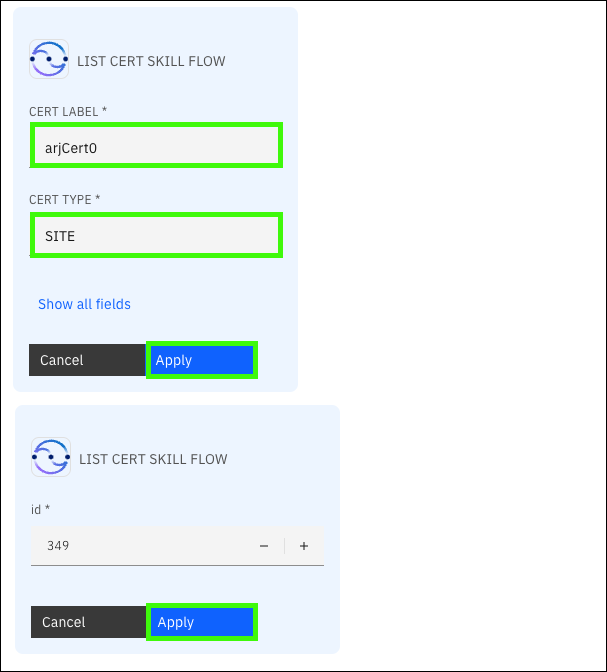 LIST CERT SKILL FLOW
CERT LABEL *
arjCert0
CERT TYPE *
SITE
Show all fields
Cancel Apply
LIST CERT SKILL FLOW
id *
349 − +
Cancel Apply